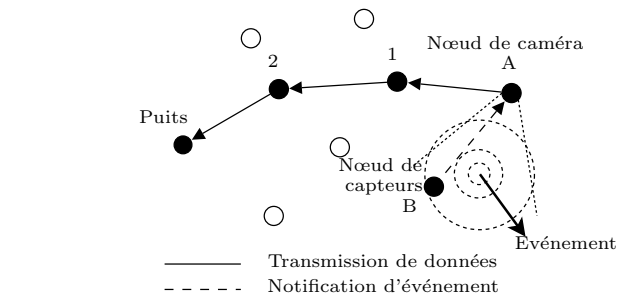 Nœud de caméra
A
1
2
Puits
Nœud de
capteurs
B
Evénement
Transmission de données
Notification d'événement